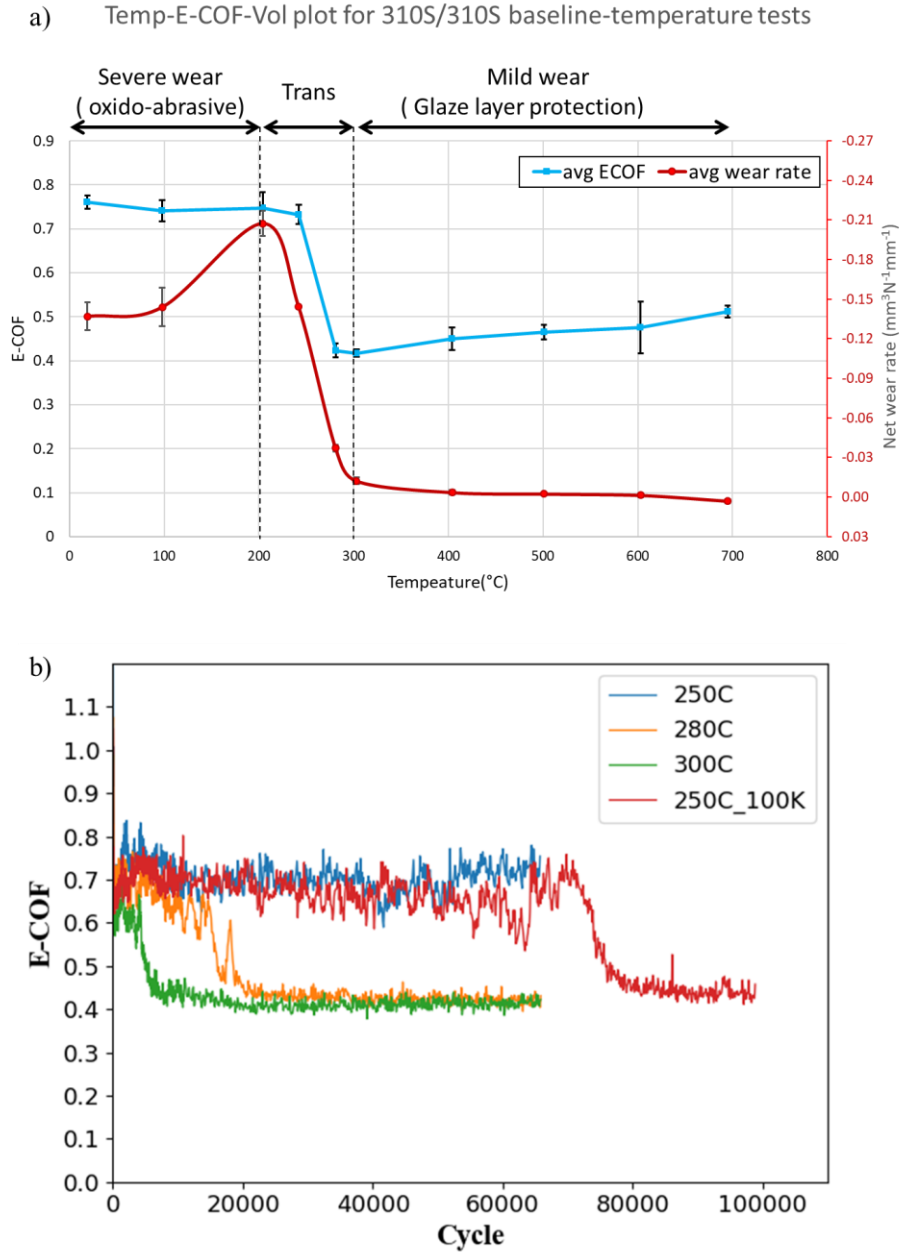 a)
Temp-E-COF-Vol plot for 310S/310S baseline-temperature tests
Severe wear
( oxido-abrasive)
Trans
Mild wear
( Glaze layer protection)
avg ECOF
avg wear rate
0.9
0.8
0.7
0.6
0.5
0.4
0.3
0.2
0.1
0
E-COF
0
100
200
300
400
500
600
700
800
Tempeature(°C)
-0.27
-0.24
-0.21
-0.18
-0.15
-0.12
-0.09
-0.06
-0.03
0.00
0.03
Net wear rate (mm³N⁻¹mm⁻¹)
b)
250C
280C
300C
250C_100K
1.1
1.0
0.9
0.8
0.7
0.6
0.5
0.4
0.3
0.2
0.1
0.0
E-COF
0
20000
40000
60000
80000
100000
Cycle